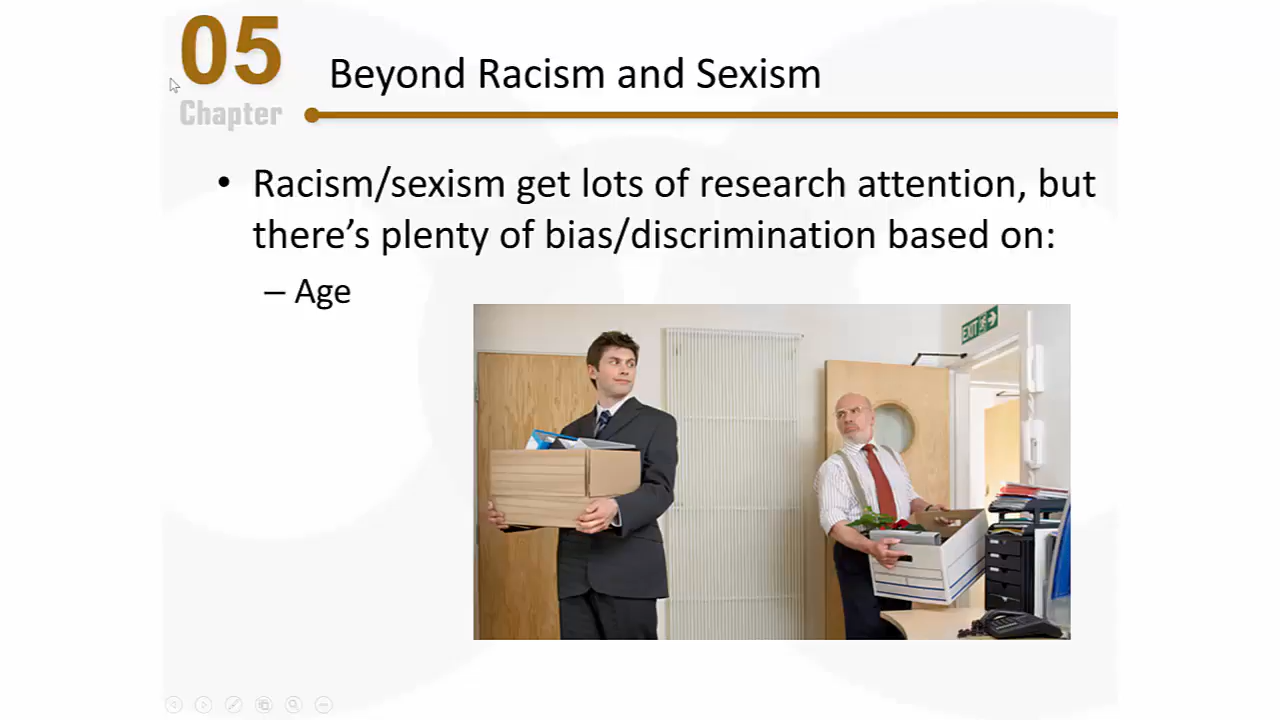 05
Chapter
Beyond Racism and Sexism
• Racism/sexism get lots of research attention, but
there’s plenty of bias/discrimination based on:
– Age
EXIT